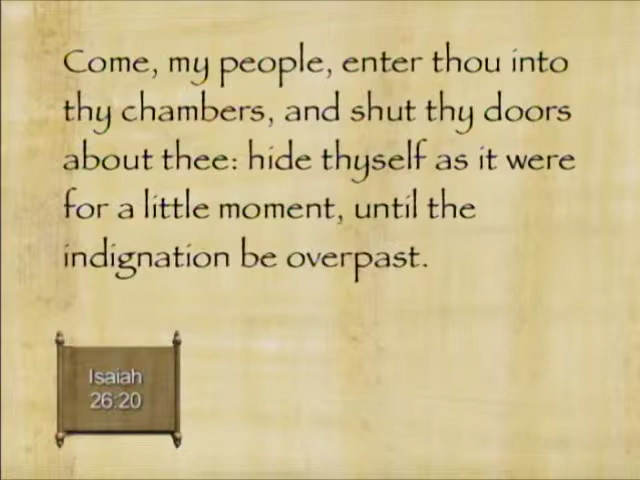 Come, my people, enter thou into
thy chambers, and shut thy doors
about thee: hide thyself as it were
for a little moment, until the
indignation be overpast.
Isaiah
26:20